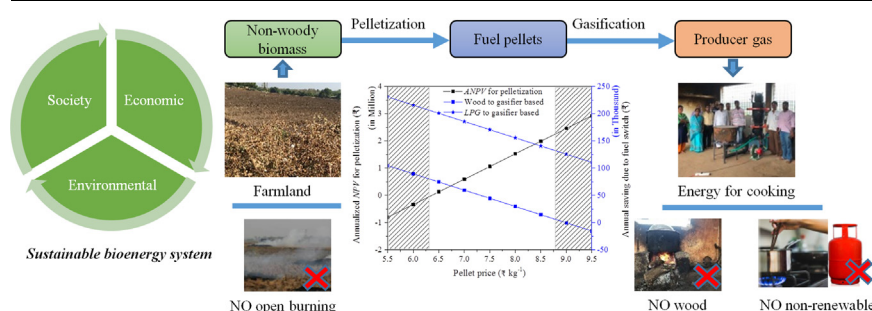 Non-woody
biomass
Pelletization
Fuel pellets
Gasification
Producer gas
Society
Economic
Environmental
Sustainable bioenergy system
Farmland
NO open burning
Annualized NPV for pelletization (₹)
(in Million)
4
3
2
1
0
-1
-2
ANPV for pelletization
Wood to gasifier based
LPG to gasifier based
250
200
150
100
50
0
-50
(in Thousand)
Annual saving due to fuel switch (₹)
5.5 6.0 6.5 7.0 7.5 8.0 8.5 9.0 9.5
Pellet price (₹ kg-1)
Energy for cooking
NO wood
NO non-renewable